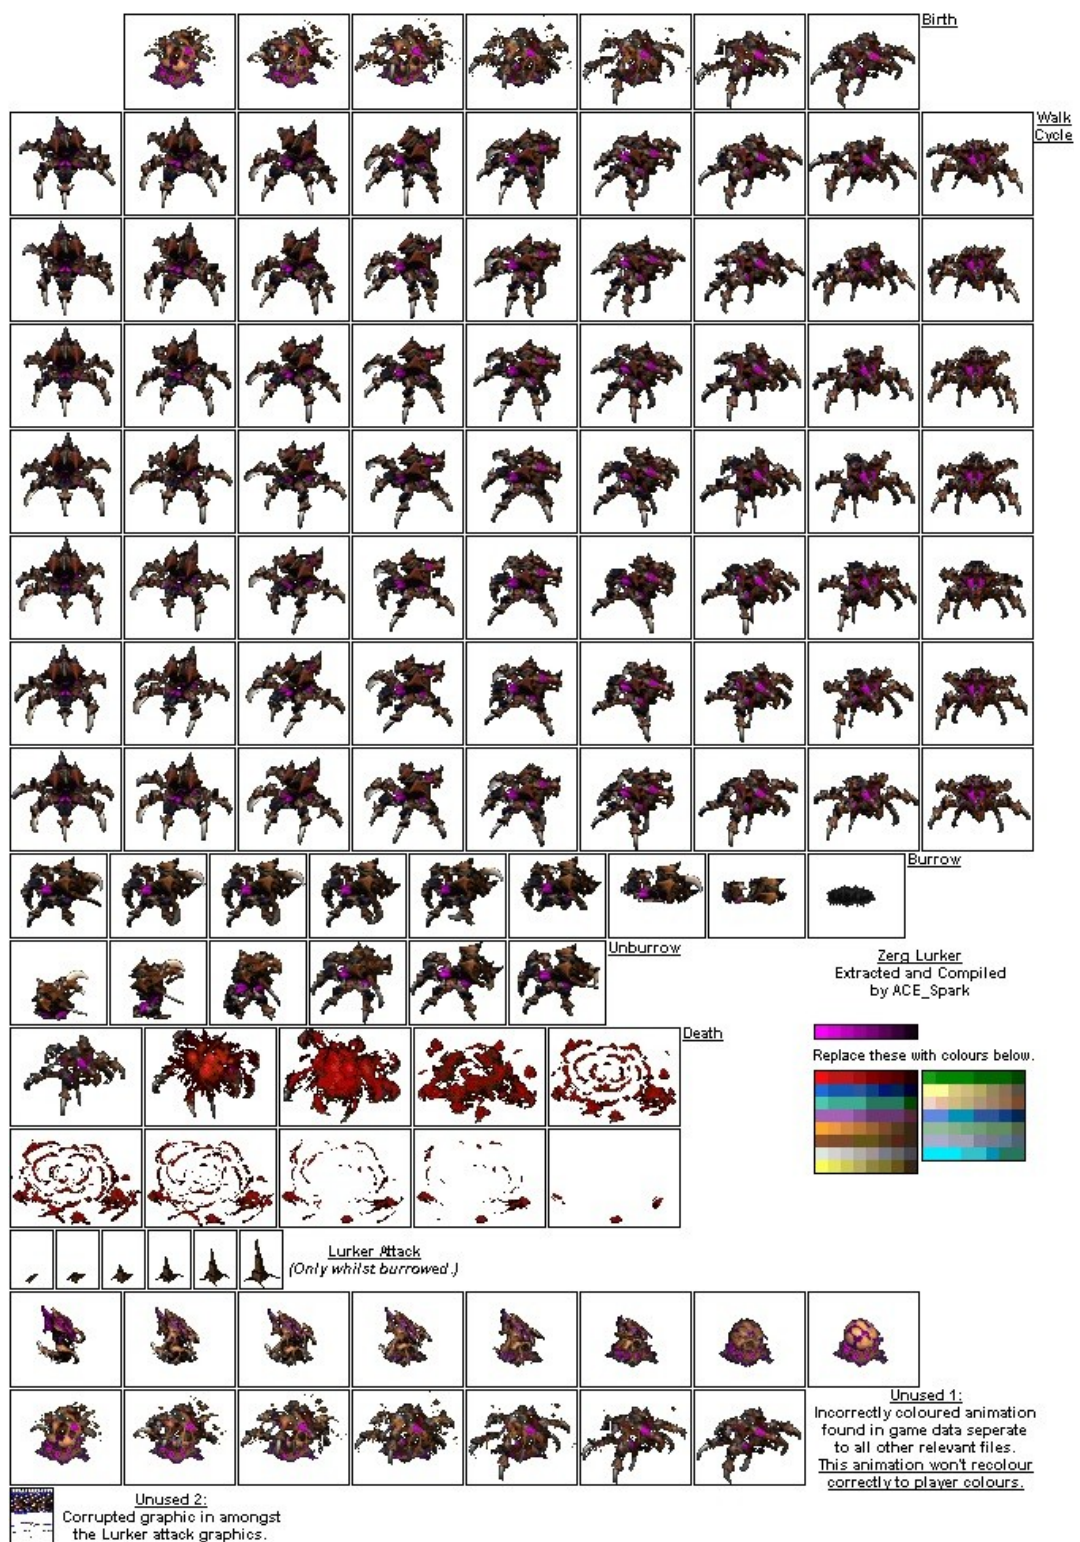 Birth
Walk
Cycle
Burrow
Unburrow
Zerg Lurker
Extracted and Compiled
by ACE_Spark
Death
Replace these with colours below.
Lurker Attack
(Only whilst burrowed.)
Unused 1:
Incorrectly coloured animation
found in game data seperate
to all other relevant files.
This animation won't recolour
correctly to player colours.
Unused 2:
Corrupted graphic in amongst
the Lurker attack graphics.